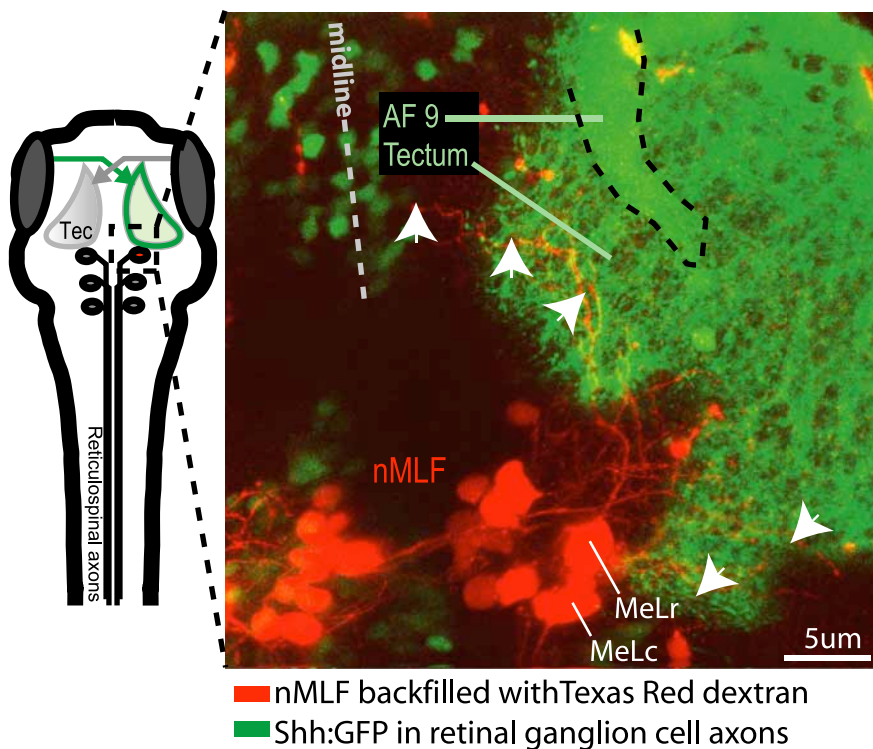 midline
AF 9
Tectum
Tec
Reticulospinal axons
nMLF
MeLr
MeLc
5um
nMLF backfilled withTexas Red dextran
Shh:GFP in retinal ganglion cell axons